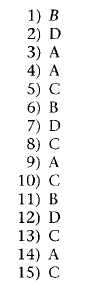 1) B
2) D
3) A
4) A
5) C
6) B
7) D
8) C
9) A
10) C
11) B
12) D
13) C
14) A
15) C